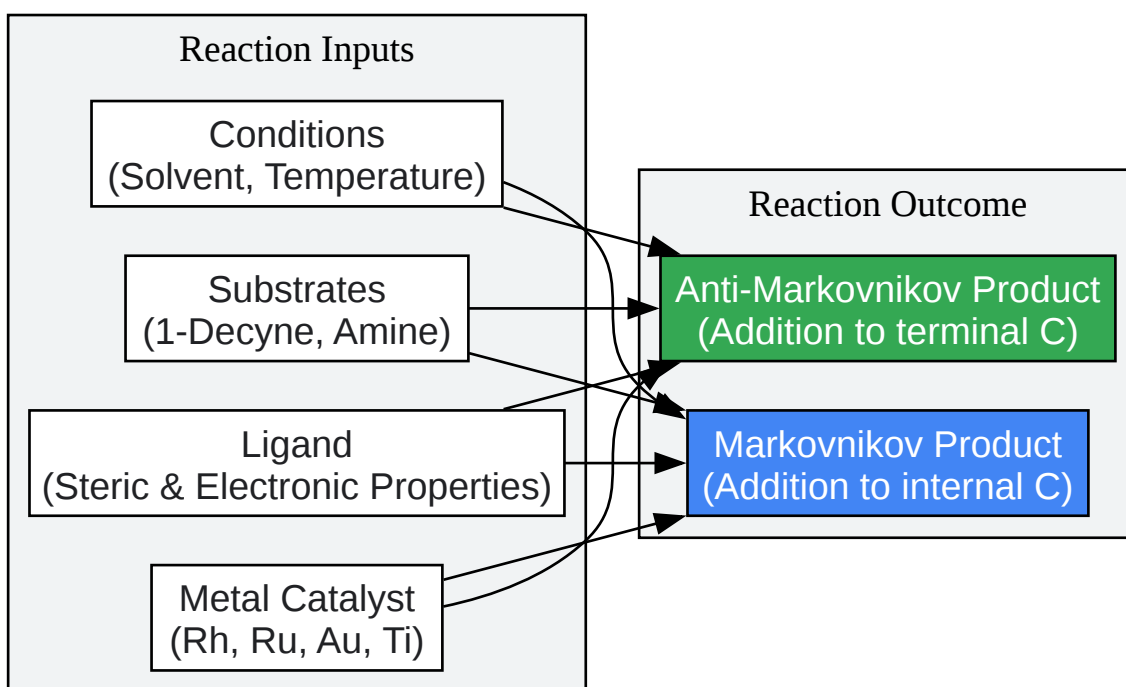 Reaction Inputs
Conditions
(Solvent, Temperature)
Substrates
(1-Decyne, Amine)
Ligand
(Steric & Electronic Properties)
Metal Catalyst
(Rh, Ru, Au, Ti)
Reaction Outcome
Anti-Markovnikov Product
(Addition to terminal C)
Markovnikov Product
(Addition to internal C)